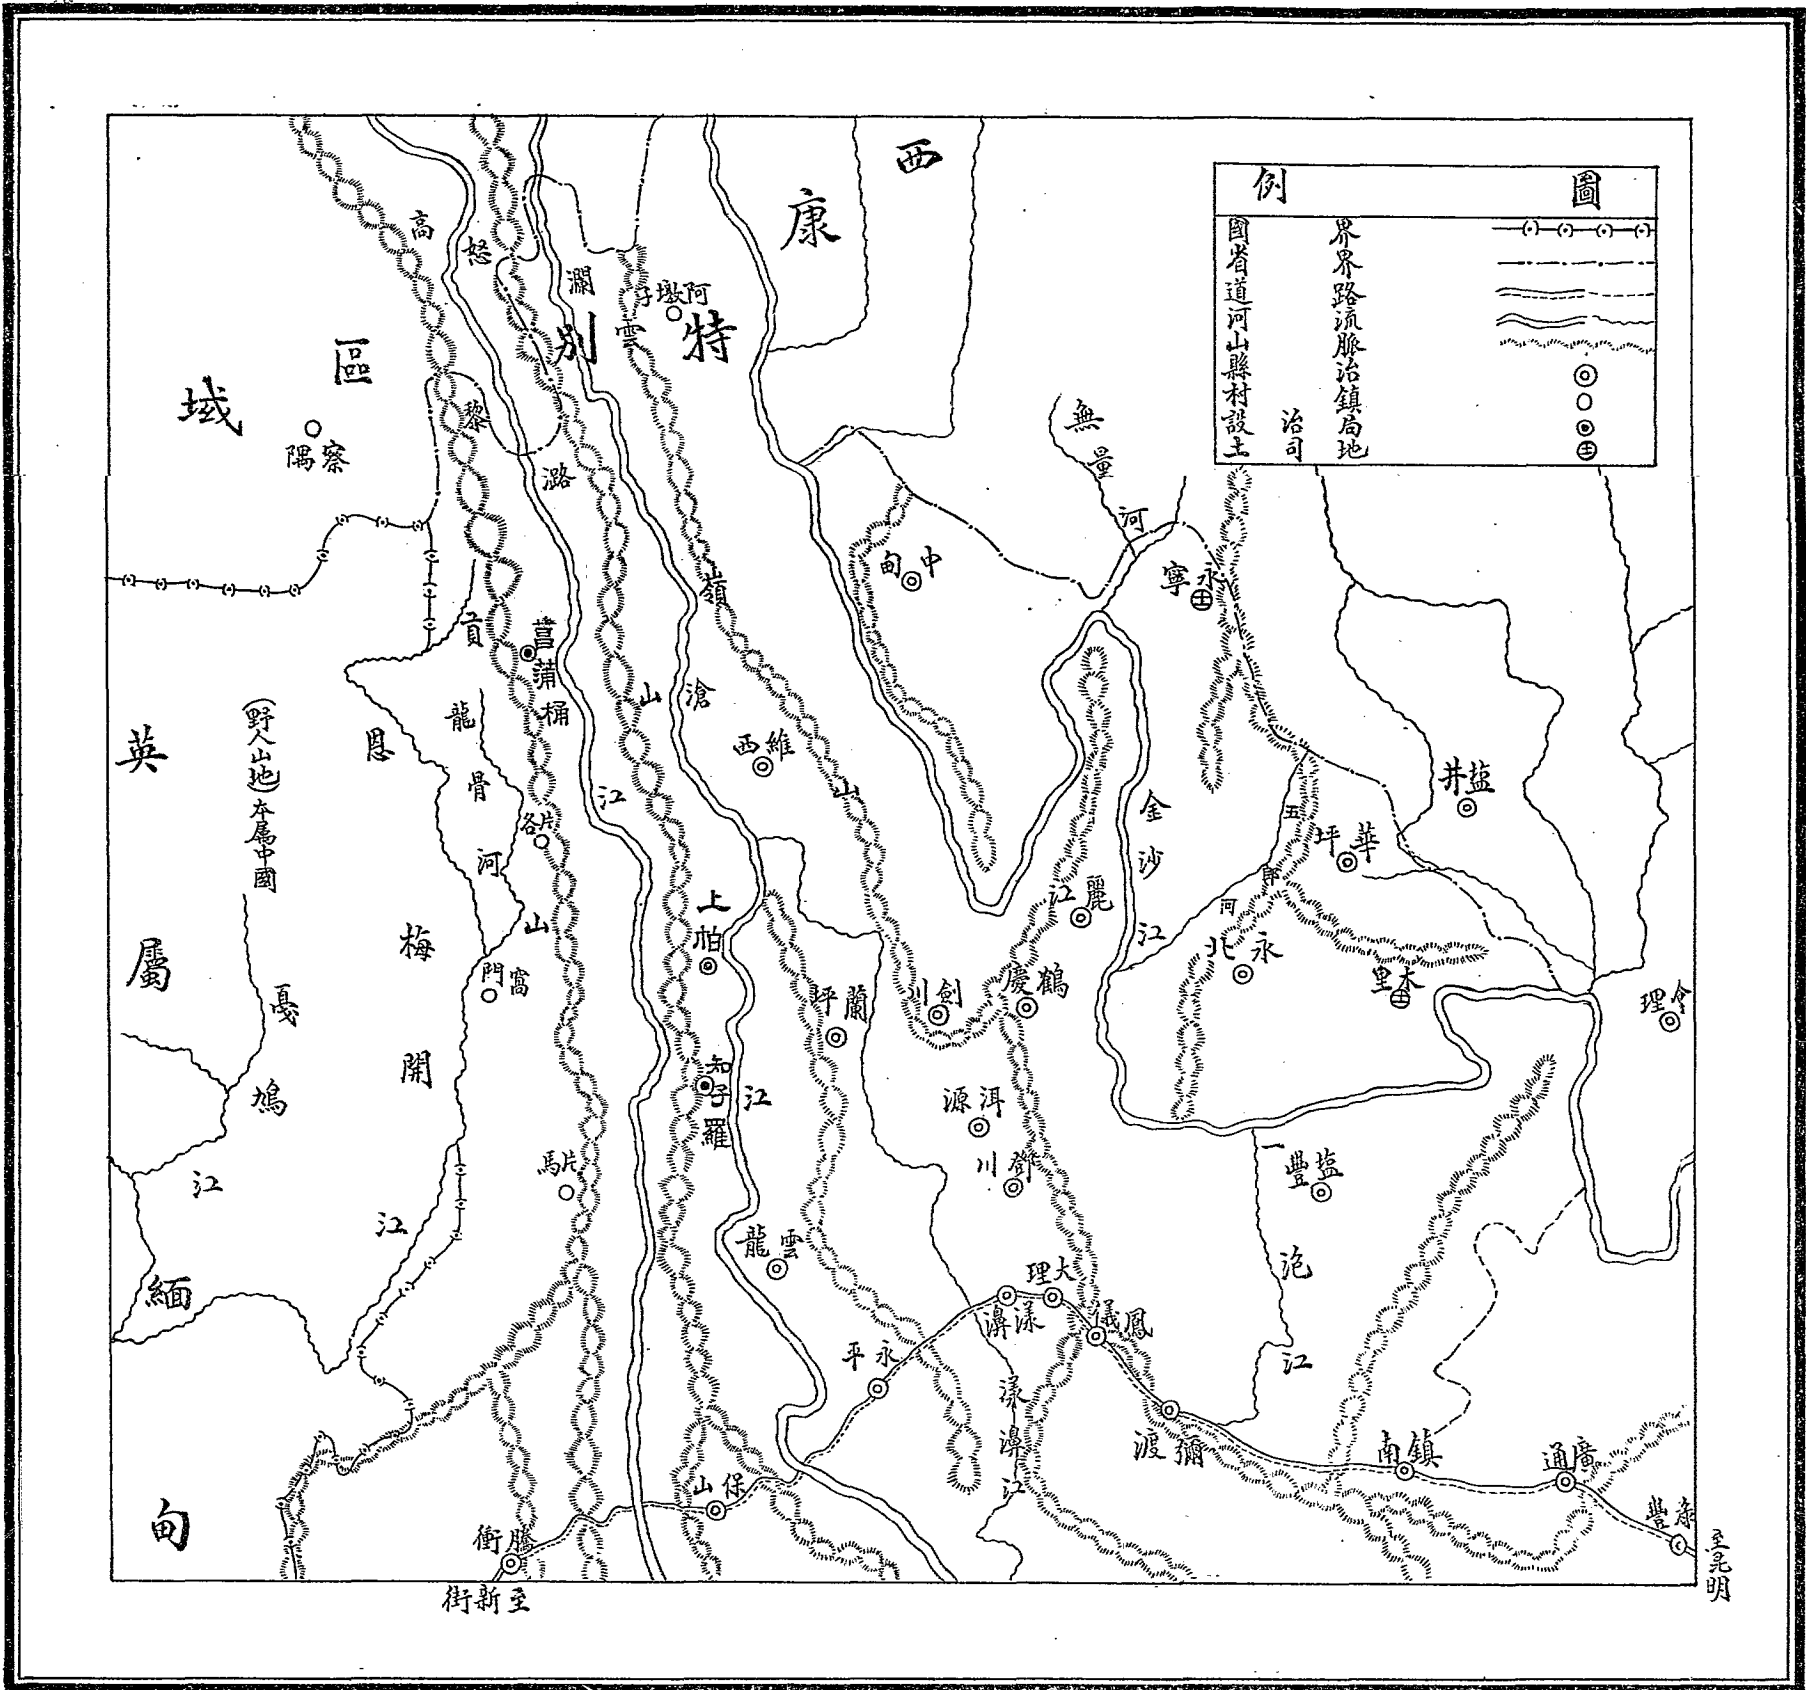 圖例
國界
省界
道路
河流
山脈
縣治
村鎮
設治局
土司地
西康特別區域
察隅
阿墩子
高黎貢山
怒山
潞江
瀾滄江
雲嶺山
無量河
中甸
永寧
菖蒲桶
維西
塩井
華坪
五郎河
金沙江
麗江
永北
木里
會理
鶴慶
劍川
蘭坪
上帕
知子羅
洱源
鄧川
塩豐
一泡江
雲龍
大理
漾濞
鳳儀
永平
漾濞江
彌渡
鎮南
廣通
祿豐
至昆明
保山
騰衝
至新街
片馬
窩門
片各
龍骨河
恩梅開江
戛鳩江
英屬緬甸
(野人山地)本属中國